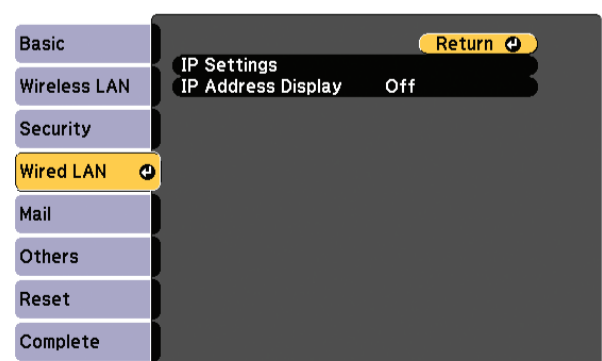 Basic
Wireless LAN
Security
Wired LAN
Mail
Others
Reset
Complete
Return
IP Settings
IP Address Display Off